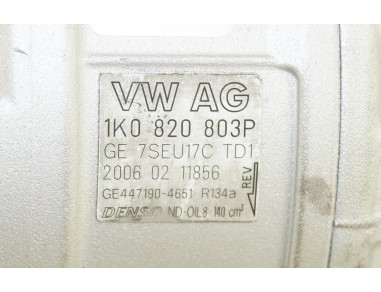 VW AG
1K0 820 803P
GE 7SEU17C TD1
2006 02 11856
REV
GE447190-4651 R134a
DENSO ND-OIL8 140 cm³